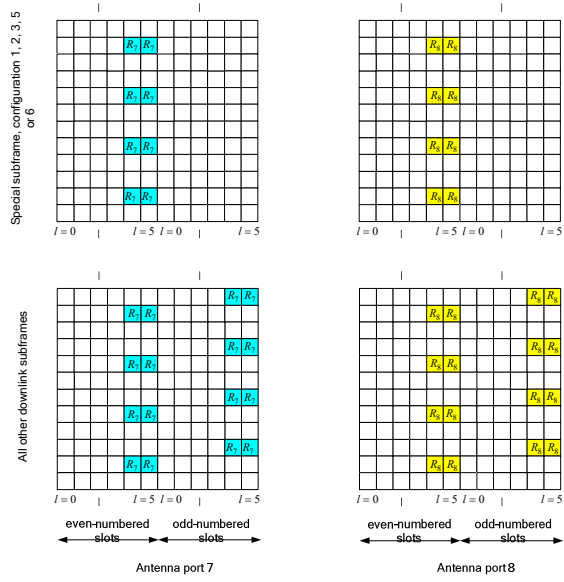 Special subframe, configuration 1, 2, 3, 5
or 6
R7 R7 R8 R8
R7 R7 R8 R8
R7 R7 R8 R8
R7 R7 R8 R8
l = 0 l = 5 l = 0 l = 5 l = 0 l = 5 l = 0 l = 5
All other downlink subframes
R7 R7 R8 R8
R7 R7 R8 R8
R7 R7 R8 R8
R7 R7 R8 R8
R7 R7 R8 R8
R7 R7 R8 R8
R7 R7 R8 R8
R7 R7 R8 R8
l = 0 l = 5 l = 0 l = 5 l = 0 l = 5 l = 0 l = 5
even-numbered odd-numbered even-numbered odd-numbered
slots slots slots slots
Antenna port 7 Antenna port 8